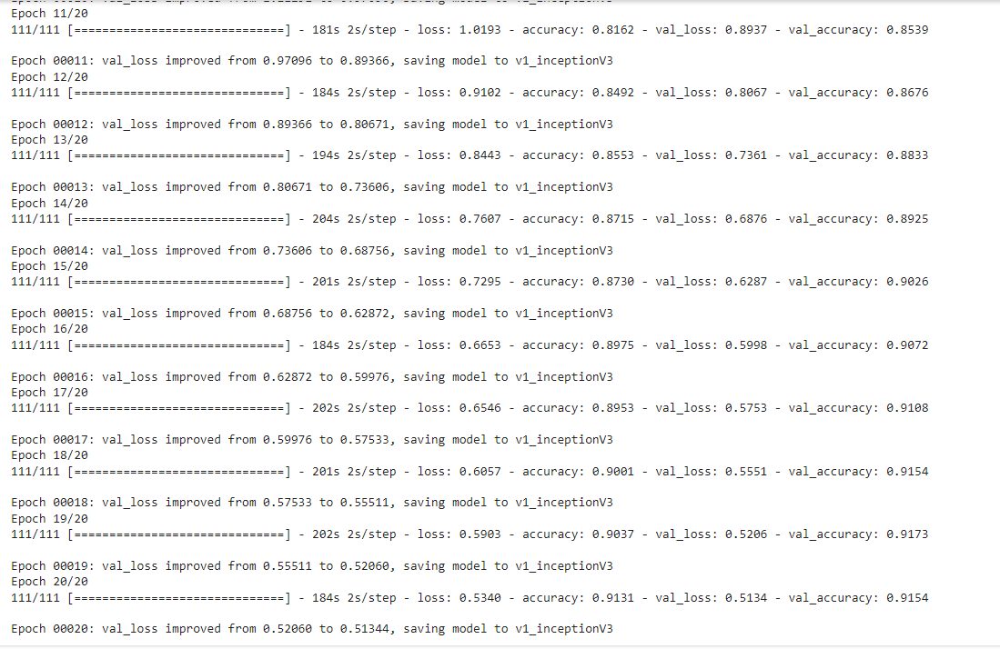 Epoch 11/20
111/111 [==============================] - 181s 2s/step - loss: 1.0193 - accuracy: 0.8162 - val_loss: 0.8937 - val_accuracy: 0.8539
Epoch 00011: val_loss improved from 0.97096 to 0.89366, saving model to v1_inceptionV3
Epoch 12/20
111/111 [==============================] - 184s 2s/step - loss: 0.9102 - accuracy: 0.8492 - val_loss: 0.8067 - val_accuracy: 0.8676
Epoch 00012: val_loss improved from 0.89366 to 0.80671, saving model to v1_inceptionV3
Epoch 13/20
111/111 [==============================] - 194s 2s/step - loss: 0.8443 - accuracy: 0.8553 - val_loss: 0.7361 - val_accuracy: 0.8833
Epoch 00013: val_loss improved from 0.80671 to 0.73606, saving model to v1_inceptionV3
Epoch 14/20
111/111 [==============================] - 204s 2s/step - loss: 0.7607 - accuracy: 0.8715 - val_loss: 0.6876 - val_accuracy: 0.8925
Epoch 00014: val_loss improved from 0.73606 to 0.68756, saving model to v1_inceptionV3
Epoch 15/20
111/111 [==============================] - 201s 2s/step - loss: 0.7295 - accuracy: 0.8730 - val_loss: 0.6287 - val_accuracy: 0.9026
Epoch 00015: val_loss improved from 0.68756 to 0.62872, saving model to v1_inceptionV3
Epoch 16/20
111/111 [==============================] - 184s 2s/step - loss: 0.6653 - accuracy: 0.8975 - val_loss: 0.5998 - val_accuracy: 0.9072
Epoch 00016: val_loss improved from 0.62872 to 0.59976, saving model to v1_inceptionV3
Epoch 17/20
111/111 [==============================] - 202s 2s/step - loss: 0.6546 - accuracy: 0.8953 - val_loss: 0.5753 - val_accuracy: 0.9108
Epoch 00017: val_loss improved from 0.59976 to 0.57533, saving model to v1_inceptionV3
Epoch 18/20
111/111 [==============================] - 201s 2s/step - loss: 0.6057 - accuracy: 0.9001 - val_loss: 0.5551 - val_accuracy: 0.9154
Epoch 00018: val_loss improved from 0.57533 to 0.55511, saving model to v1_inceptionV3
Epoch 19/20
111/111 [==============================] - 202s 2s/step - loss: 0.5903 - accuracy: 0.9037 - val_loss: 0.5206 - val_accuracy: 0.9173
Epoch 00019: val_loss improved from 0.55511 to 0.52060, saving model to v1_inceptionV3
Epoch 20/20
111/111 [==============================] - 184s 2s/step - loss: 0.5340 - accuracy: 0.9131 - val_loss: 0.5134 - val_accuracy: 0.9154
Epoch 00020: val_loss improved from 0.52060 to 0.51344, saving model to v1_inceptionV3